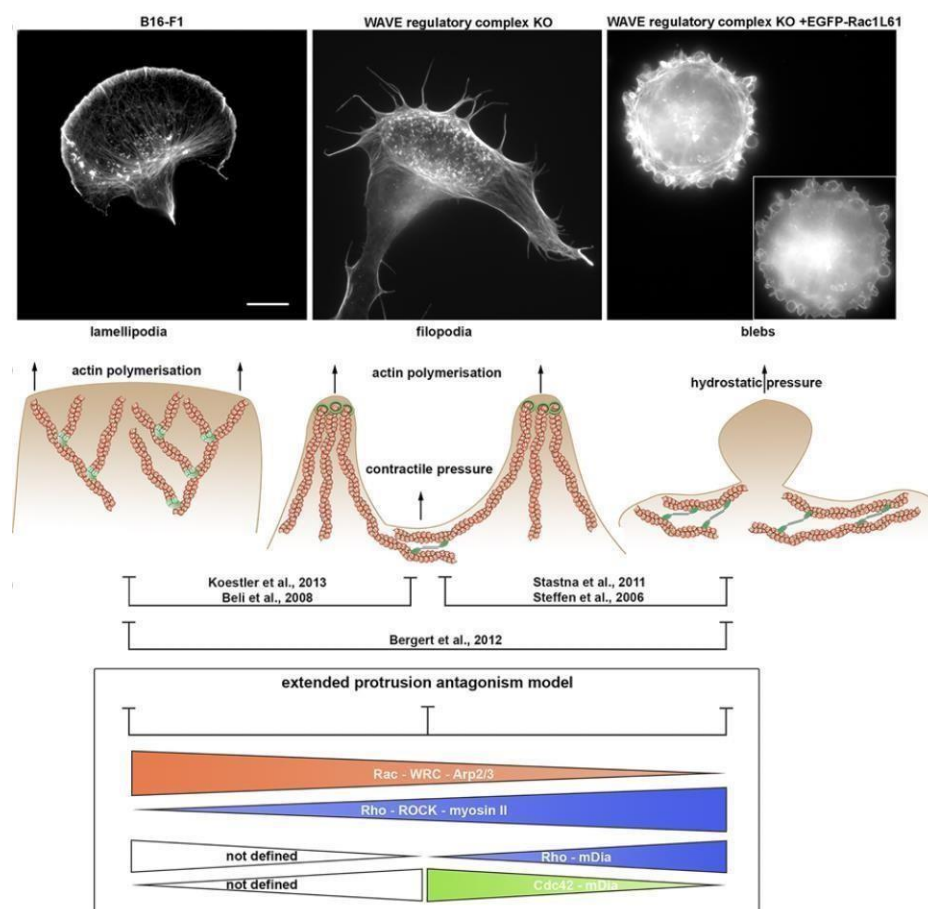 B16-F1
WAVE regulatory complex KO
WAVE regulatory complex KO +EGFP-Rac1L61
lamellipodia
filopodia
blebs
actin polymerisation
actin polymerisation
hydrostatic pressure
contractile pressure
Koestler et al., 2013
Beli et al., 2008
Stastna et al., 2011
Steffen et al., 2006
Bergert et al., 2012
extended protrusion antagonism model
Rac - WRC - Arp2/3
Rho - ROCK - myosin II
not defined
Rho - mDia
not defined
Cdc42 - mDia